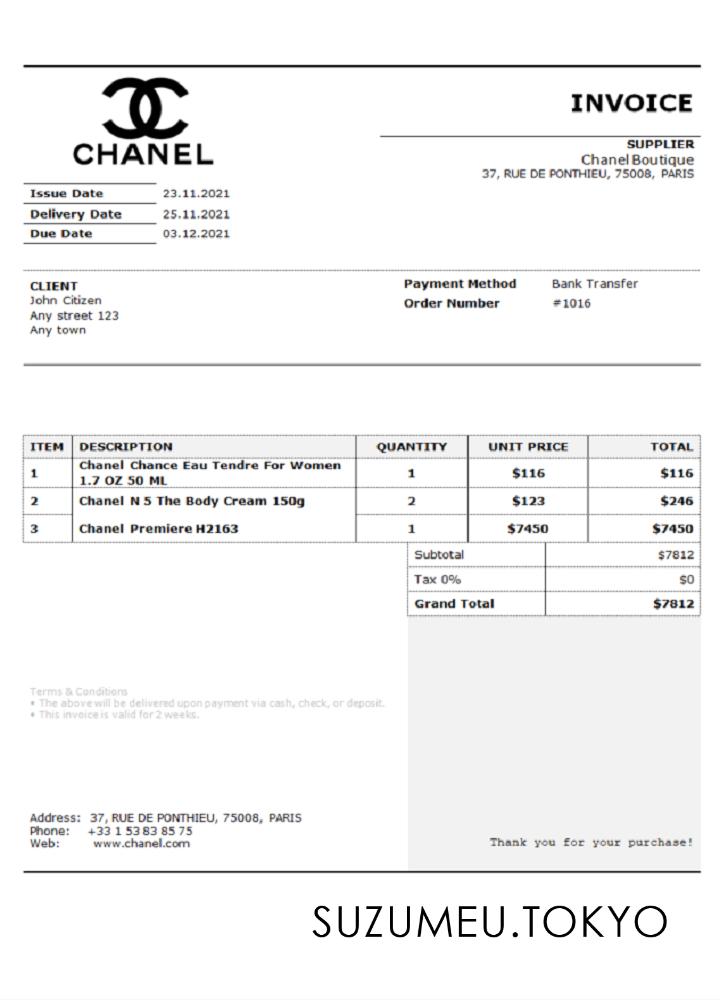 CHANEL
INVOICE
SUPPLIER
Chanel Boutique
37, RUE DE PONTHIEU, 75008, PARIS
Issue Date 23.11.2021
Delivery Date 25.11.2021
Due Date 03.12.2021
CLIENT
John Citizen
Any street 123
Any town
Payment Method Bank Transfer
Order Number #1016
ITEM DESCRIPTION QUANTITY UNIT PRICE TOTAL
1 Chanel Chance Eau Tendre For Women 1 $116 $116
1.7 OZ 50 ML
2 Chanel N 5 The Body Cream 150g 2 $123 $246
3 Chanel Premiere H2163 1 $7450 $7450
Subtotal $7812
Tax 0% $0
Grand Total $7812
Terms & Conditions
• The above will be delivered upon payment via cash, check, or deposit.
• This invoice is valid for 2 weeks.
Address: 37, RUE DE PONTHIEU, 75008, PARIS
Phone: +33 1 53 83 85 75
Web: www.chanel.com
Thank you for your purchase!
SUZUMEU.TOKYO